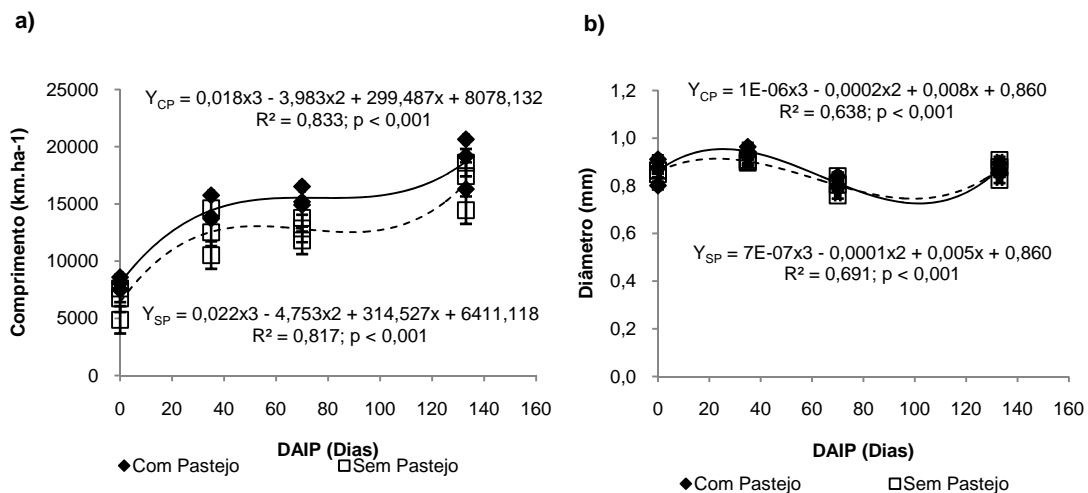 a)
25000
20000
15000
10000
5000
0
Comprimento (km.ha-1)
Y_CP = 0,018x3 - 3,983x2 + 299,487x + 8078,132
R² = 0,833; p < 0,001
Y_SP = 0,022x3 - 4,753x2 + 314,527x + 6411,118
R² = 0,817; p < 0,001
0 20 40 60 80 100 120 140 160
DAIP (Dias)
Com Pastejo Sem Pastejo
b)
1,2
1,0
0,8
0,6
0,4
0,2
0,0
Diâmetro (mm)
Y_CP = 1E-06x3 - 0,0002x2 + 0,008x + 0,860
R² = 0,638; p < 0,001
Y_SP = 7E-07x3 - 0,0001x2 + 0,005x + 0,860
R² = 0,691; p < 0,001
0 20 40 60 80 100 120 140 160
DAIP (Dias)
Com Pastejo Sem Pastejo